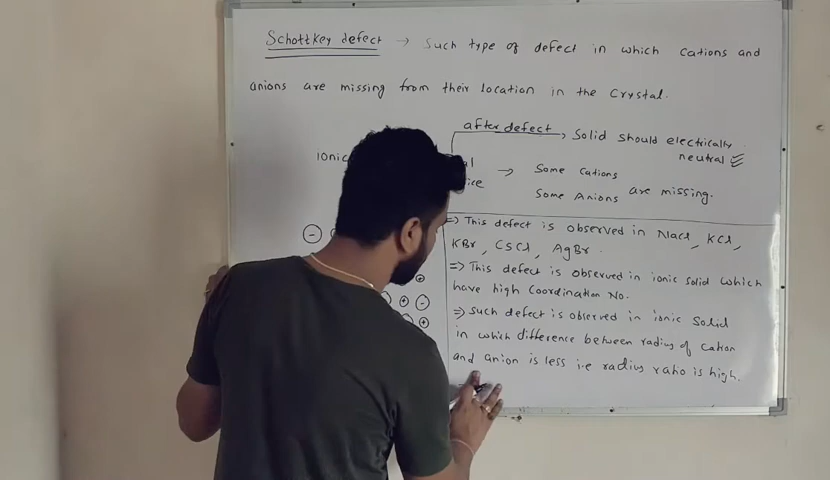 Schottkey defect → Such type of defect in which Cations and
anions are missing from their location in the Crystal.
after defect, Solid should electrically
neutral
Ionic
→ Some Cations
Some Anions are missing.
⇒ This defect is observed in NaCl, KCl,
KBr, CsCl, AgBr.
⇒ This defect is observed in ionic solid which
have high Coordination No.
⇒ Such defect is observed in ionic Solid
in which difference between radius of Cation
and anion is less i.e radius ratio is high.